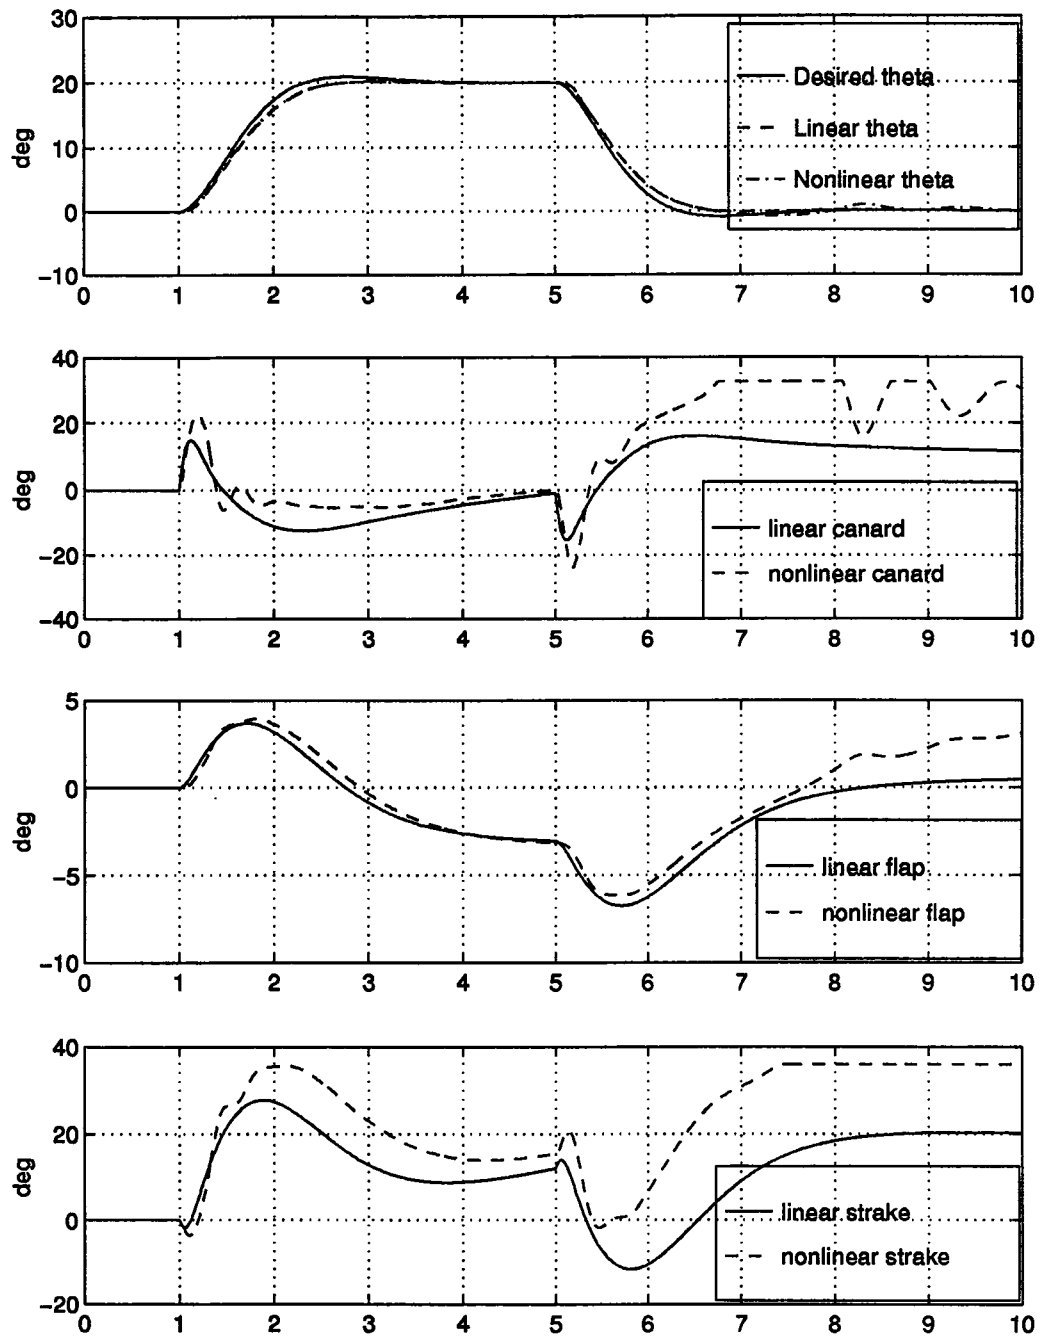 30
20
10
0
−10
deg
Desired theta
Linear theta
Nonlinear theta
0 1 2 3 4 5 6 7 8 9 10
40
20
0
−20
−40
deg
linear canard
nonlinear canard
0 1 2 3 4 5 6 7 8 9 10
5
0
−5
−10
deg
linear flap
nonlinear flap
0 1 2 3 4 5 6 7 8 9 10
40
20
0
−20
deg
linear strake
nonlinear strake
0 1 2 3 4 5 6 7 8 9 10